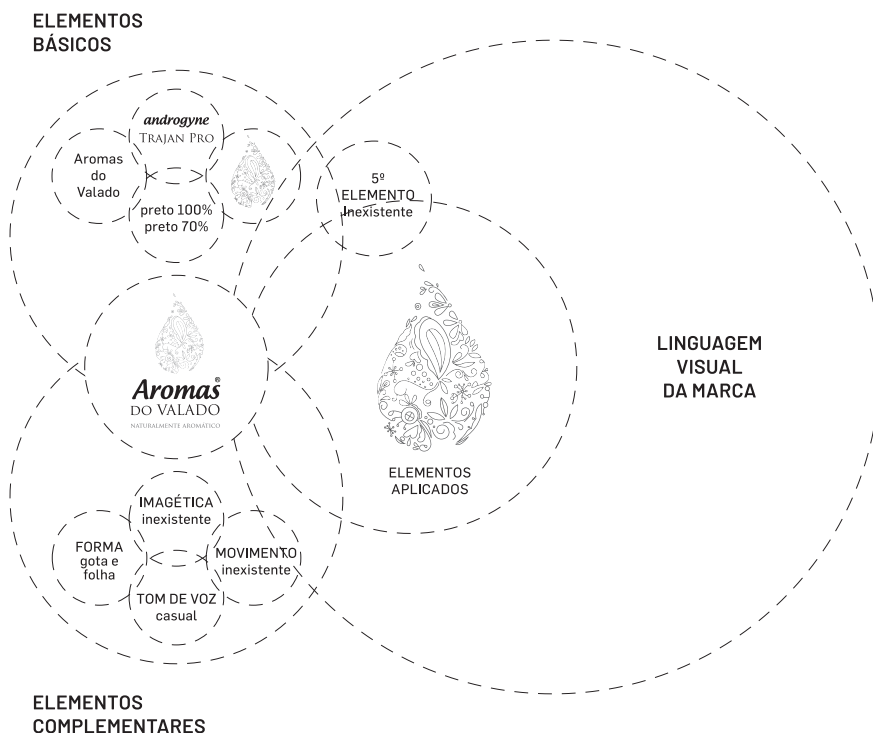 ELEMENTOS
BÁSICOS
androgyne
TRAJAN PRO
Aromas
do
Valado
preto 100%
preto 70%
5º
ELEMENTO
Inexistente
Aromas®
DO VALADO
NATURALMENTE AROMÁTICO
LINGUAGEM
VISUAL
DA MARCA
ELEMENTOS
APLICADOS
IMAGÉTICA
inexistente
FORMA
gota e
folha
MOVIMENTO
inexistente
TOM DE VOZ
casual
ELEMENTOS
COMPLEMENTARES